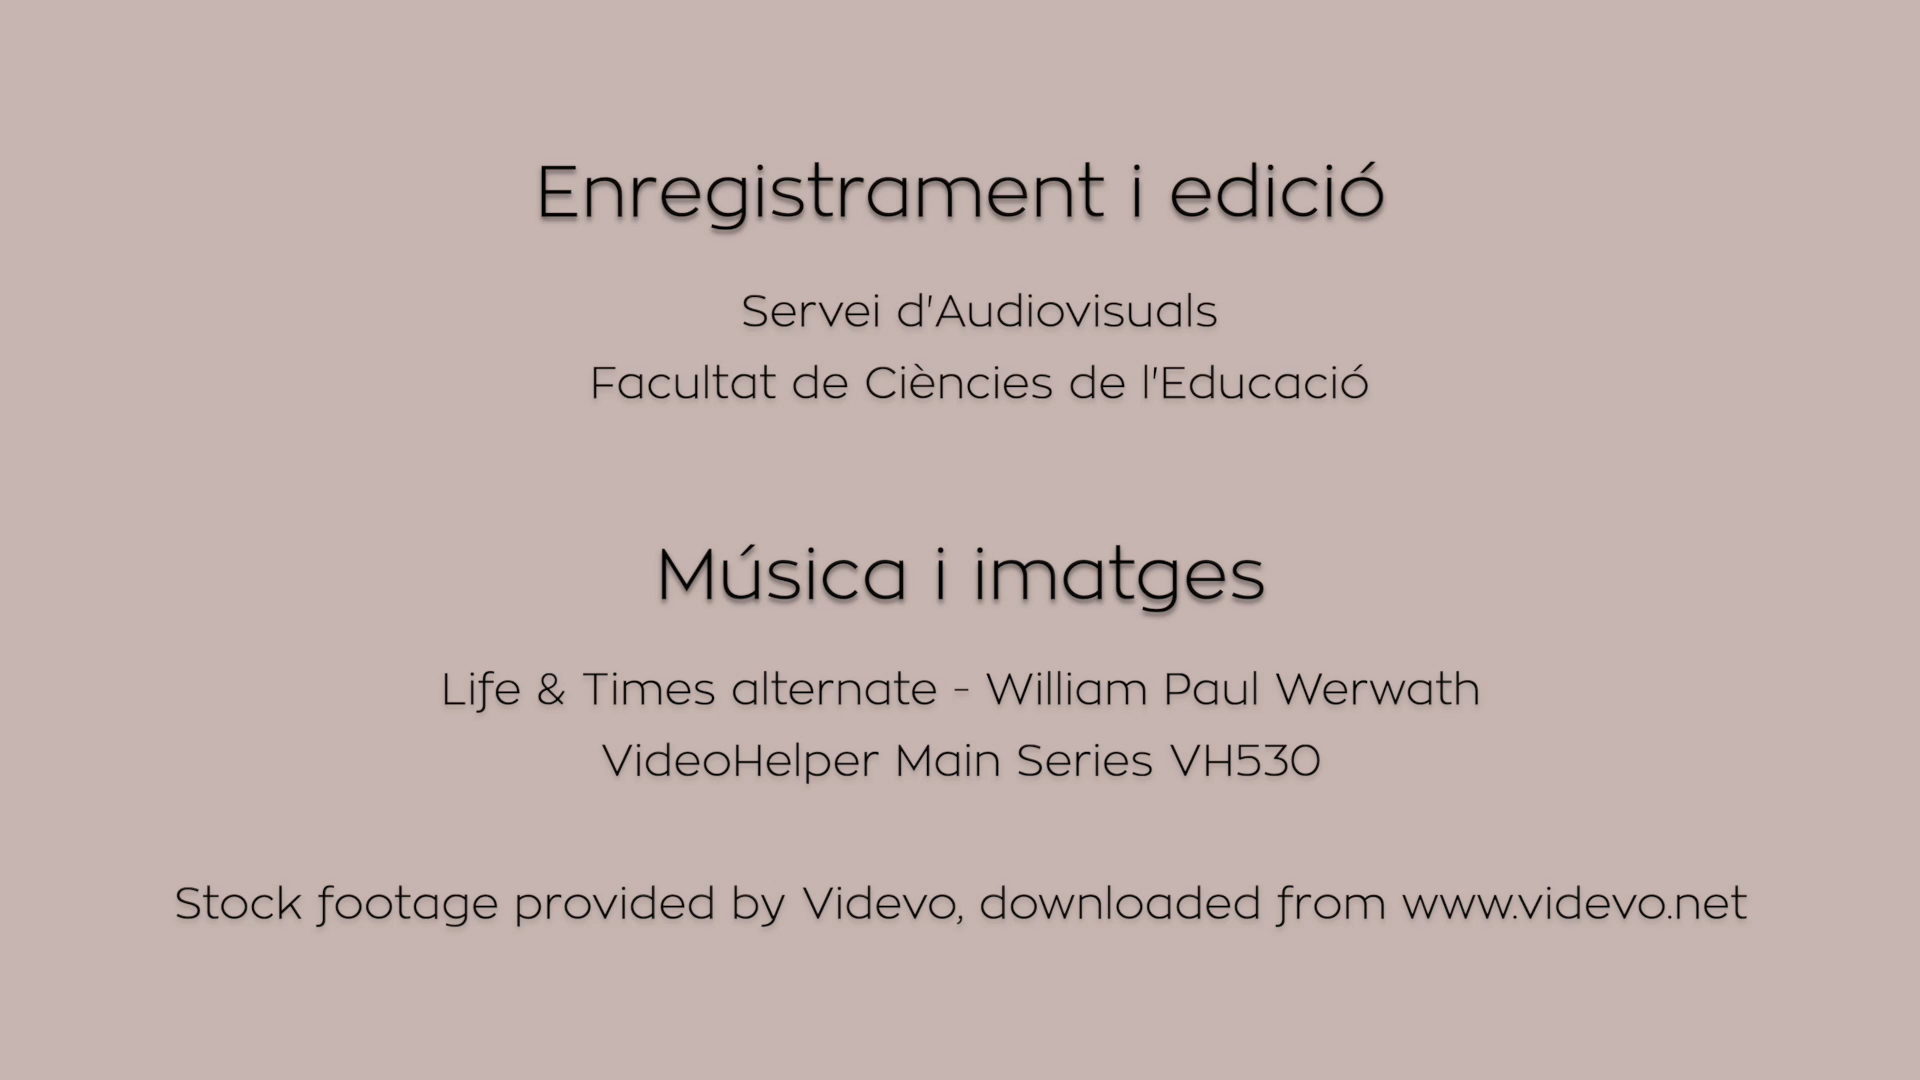 Enregistrament i edició
Servei d'Audiovisuals
Facultat de Ciències de l'Educació
Música i imatges
Life & Times alternate - William Paul Werwath
VideoHelper Main Series VH530
Stock footage provided by Videvo, downloaded from www.videvo.net